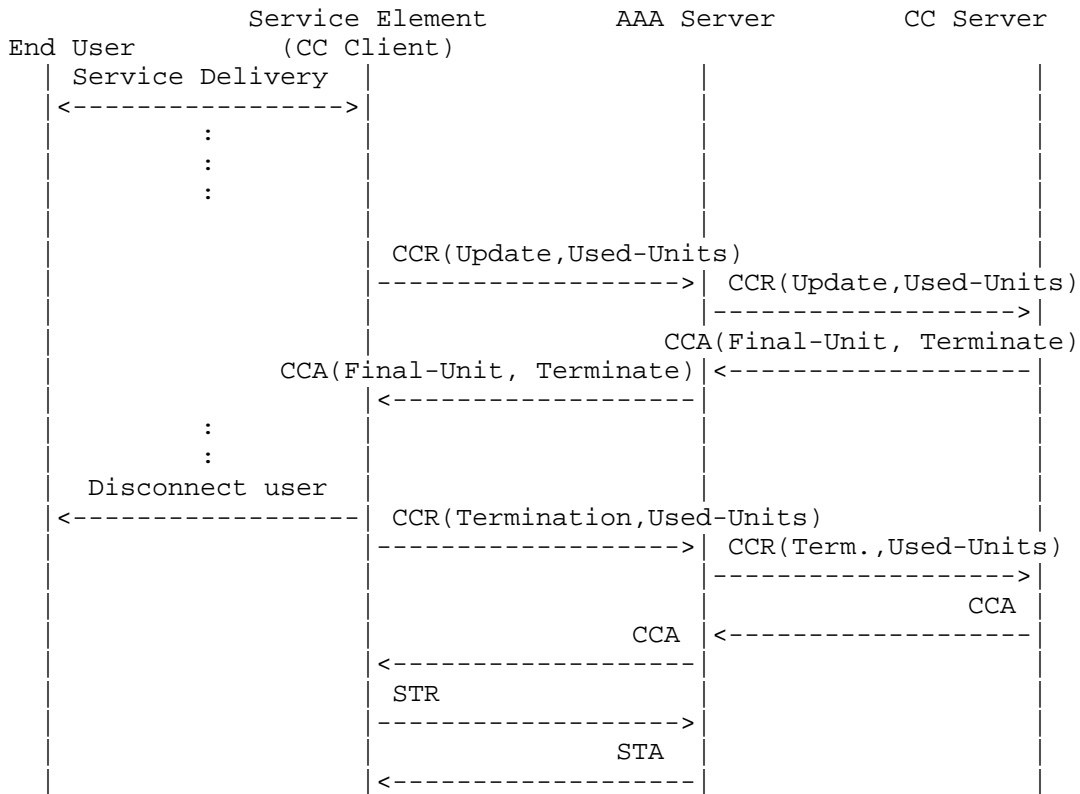 Service Element AAA Server CC Server
End User (CC Client)
Service Delivery
:
:
:
CCR(Update,Used-Units)
CCR(Update,Used-Units)
CCA(Final-Unit, Terminate)
CCA(Final-Unit, Terminate)
:
:
Disconnect user
CCR(Termination,Used-Units)
CCR(Term.,Used-Units)
CCA
CCA
STR
STA